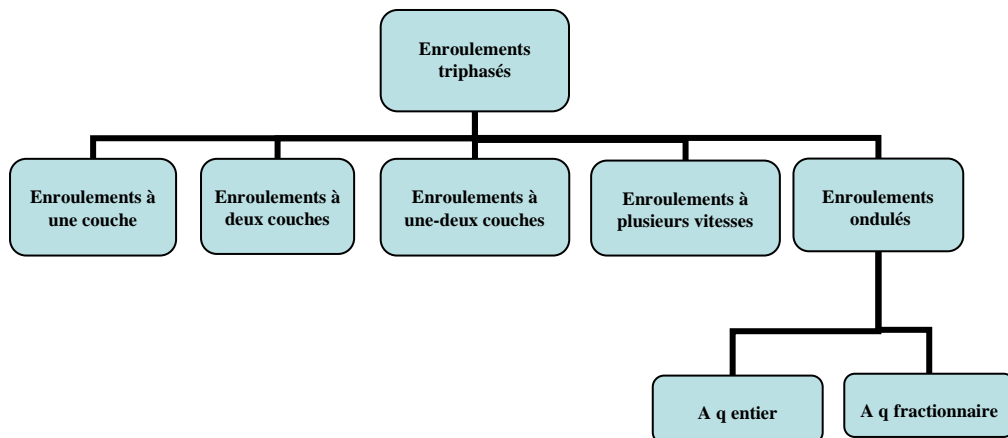 Enroulements
triphasés
Enroulements à
une couche
Enroulements à
deux couches
Enroulements à
une-deux couches
Enroulements à
plusieurs vitesses
Enroulements
ondulés
A q entier
A q fractionnaire